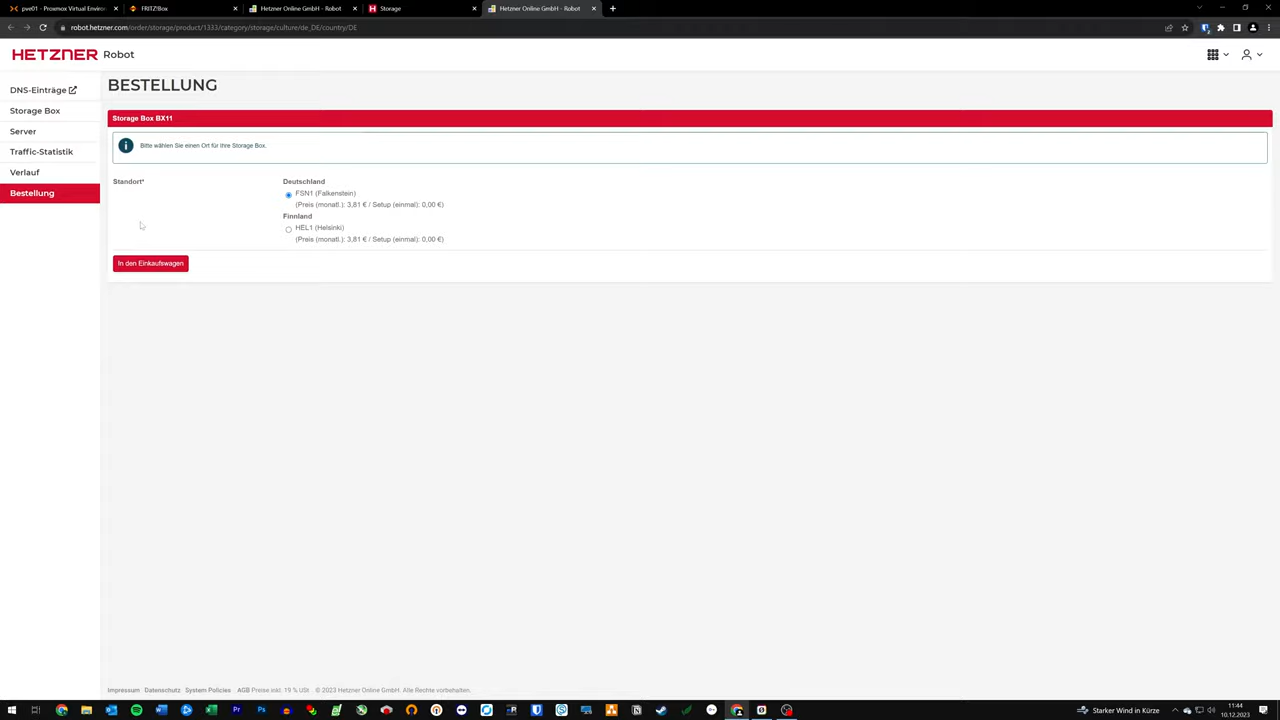 pve01 - Proxmox Virtual Enviro
FRITZ!Box
Hetzner Online GmbH - Robot
Storage
Hetzner Online GmbH - Robot
robot.hetzner.com/order/storage/product/1333/category/storage/culture/de_DE/country/DE
HETZNER Robot
DNS-Einträge
Storage Box
Server
Traffic-Statistik
Verlauf
Bestellung
BESTELLUNG
Storage Box BX11
Bitte wählen Sie einen Ort für Ihre Storage Box.
Standort*
Deutschland
FSN1 (Falkenstein)
(Preis (monatl.): 3,81 € / Setup (einmal): 0,00 €)
Finnland
HEL1 (Helsinki)
(Preis (monatl.): 3,81 € / Setup (einmal): 0,00 €)
In den Einkaufswagen
Impressum Datenschutz System Policies AGB Preise inkl. 19 % USt © 2023 Hetzner Online GmbH. Alle Rechte vorbehalten.
Starker Wind in Kürze
11:44
10.12.2023